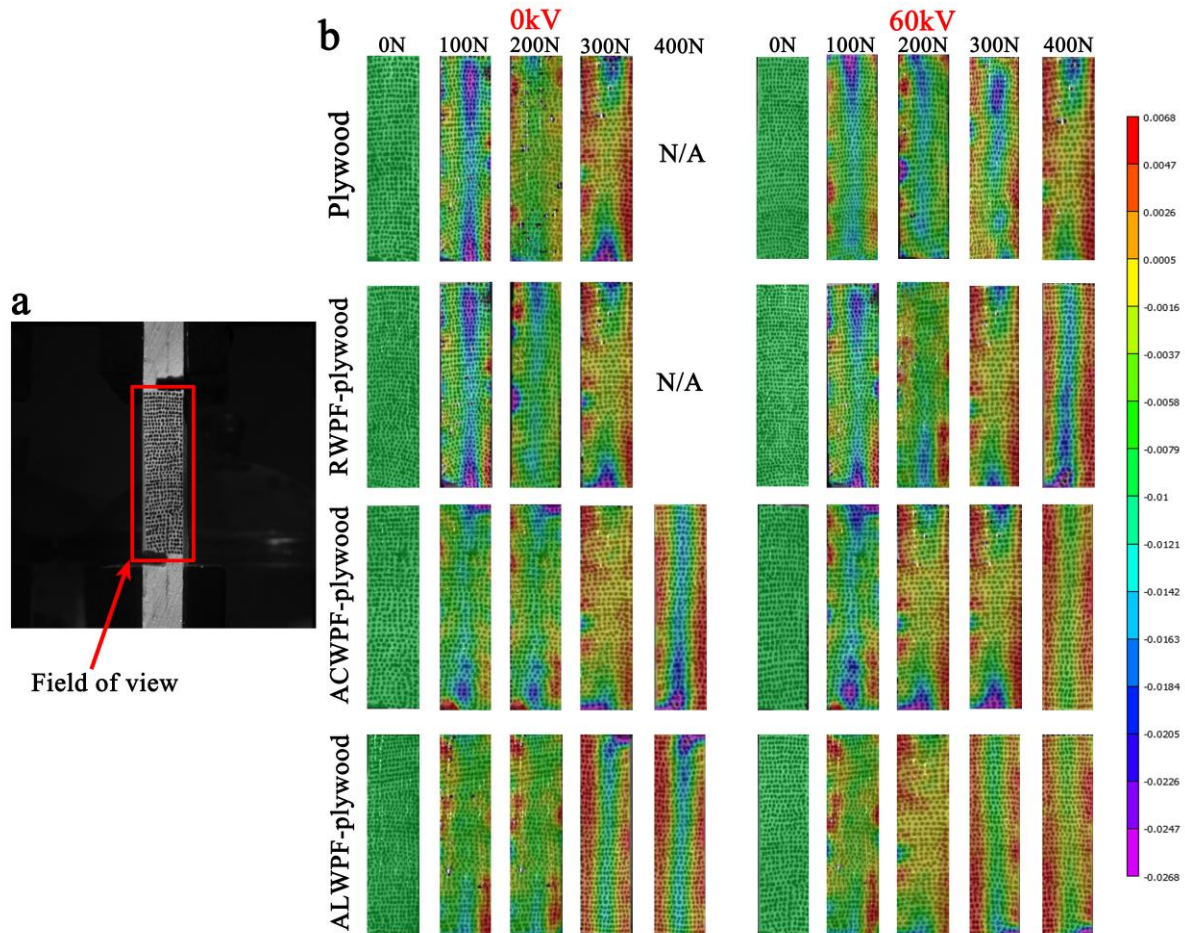 a
Field of view
b
0kV
0N 100N 200N 300N 400N
60kV
0N 100N 200N 300N 400N
Plywood
N/A
RWPF-plywood
N/A
ACWPF-plywood
ALWPF-plywood
0.0068
0.0047
0.0026
0.0005
-0.0016
-0.0037
-0.0058
-0.0079
-0.01
-0.0121
-0.0142
-0.0163
-0.0184
-0.0205
-0.0226
-0.0247
-0.0268